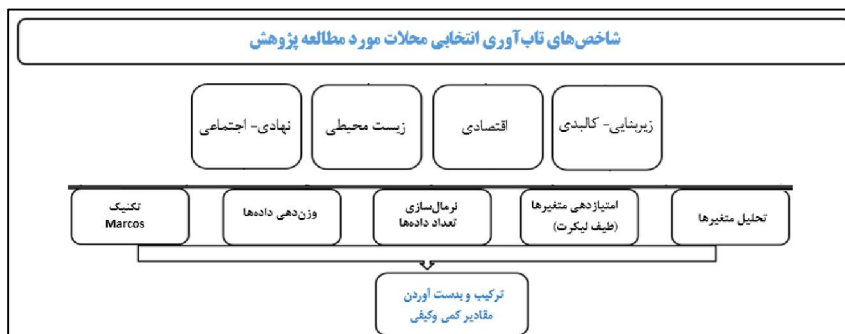 شاخص‌های تاب‌آوری انتخابی محلات مورد مطالعه پژوهش
زیربنایی- کالبدی
اقتصادی
زیست محیطی
نهادی- اجتماعی
تحلیل متغیرها
امتیازدهی متغیرها
(طیف لیکرت)
نرمال‌سازی
تعداد داده‌ها
وزن‌دهی داده‌ها
تکنیک
Marcos
ترکیب و بدست آوردن
مقادیر کمی وکیفی